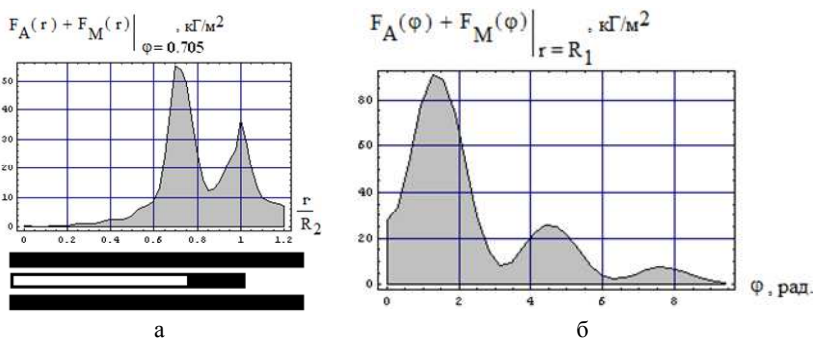 F_A(r) + F_M(r)| φ = 0.705 , кГ/м²
50
40
30
20
10
0
0 0.2 0.4 0.6 0.8 1 1.2
r/R₂
а
F_A(φ) + F_M(φ)| r = R₁ , кГ/м²
80
60
40
20
0
0 2 4 6 8
φ , рад.
б